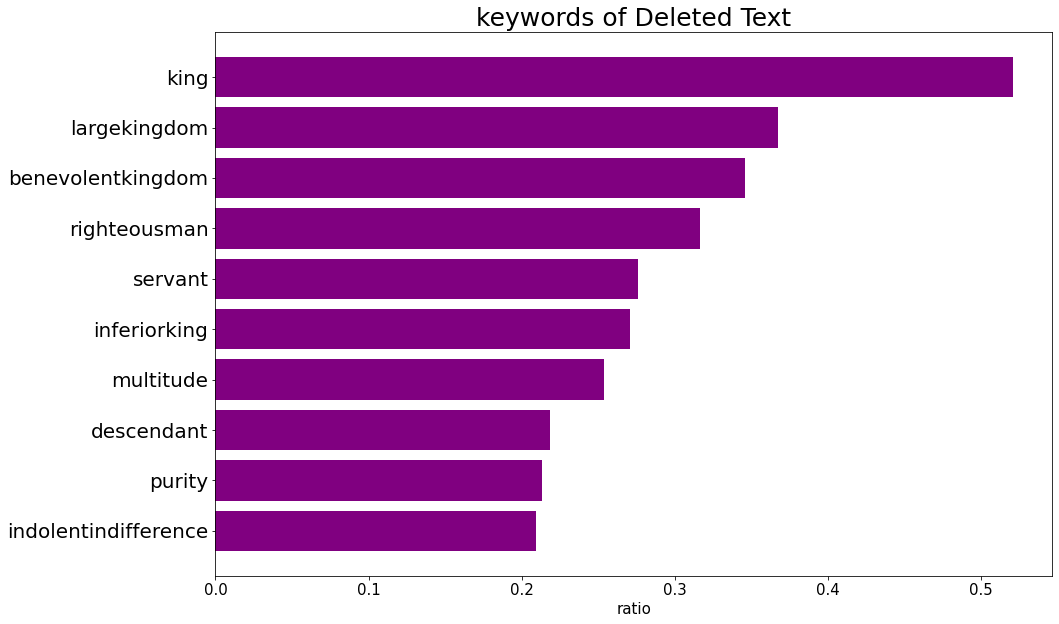 keywords of Deleted Text
king
largekingdom
benevolentkingdom
righteousman
servant
inferiorking
multitude
descendant
purity
indolentindifference
0.0 0.1 0.2 0.3 0.4 0.5
ratio